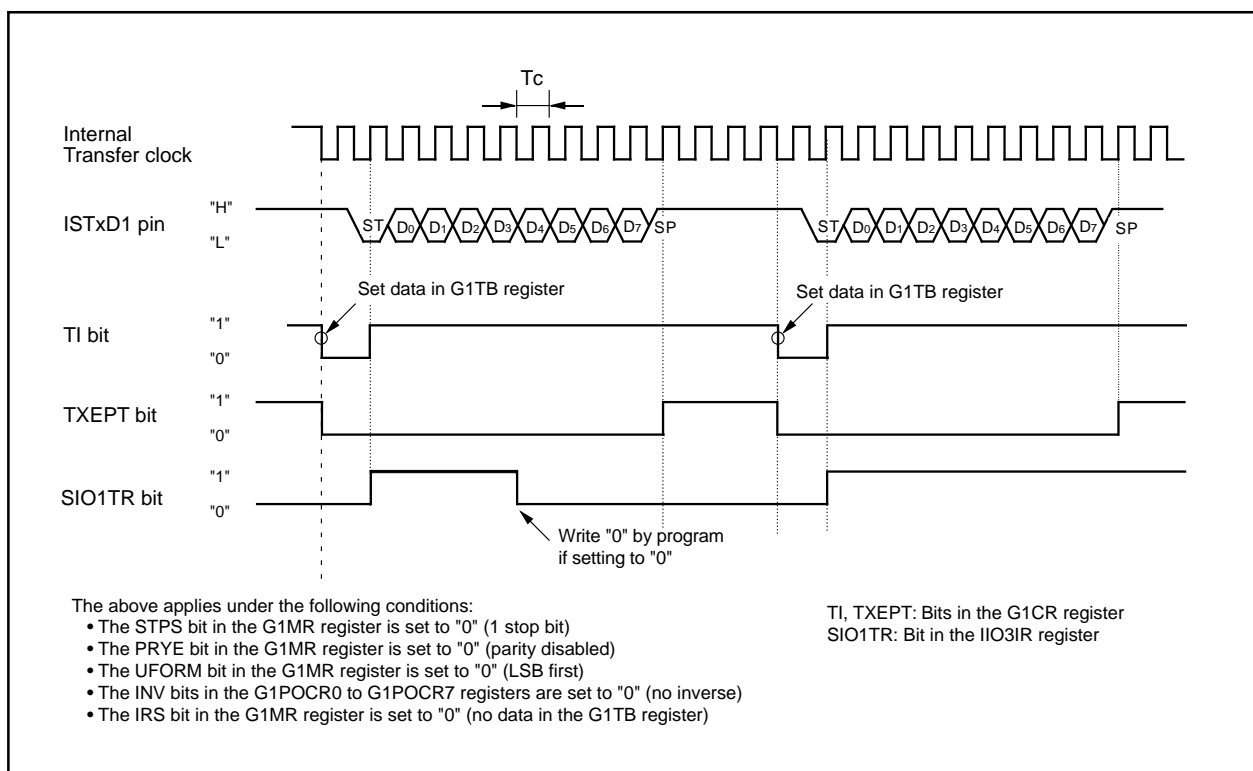 Tc
Internal
Transfer clock
ISTxD1 pin
"H"
"L"
ST D0 D1 D2 D3 D4 D5 D6 D7 SP ST D0 D1 D2 D3 D4 D5 D6 D7 SP
Set data in G1TB register
Set data in G1TB register
TI bit
"1"
"0"
TXEPT bit
"1"
"0"
SIO1TR bit
"1"
"0"
Write "0" by program
if setting to "0"
The above applies under the following conditions:
• The STPS bit in the G1MR register is set to "0" (1 stop bit)
• The PRYE bit in the G1MR register is set to "0" (parity disabled)
• The UFORM bit in the G1MR register is set to "0" (LSB first)
• The INV bits in the G1POCR0 to G1POCR7 registers are set to "0" (no inverse)
• The IRS bit in the G1MR register is set to "0" (no data in the G1TB register)
TI, TXEPT: Bits in the G1CR register
SIO1TR: Bit in the IIO3IR register